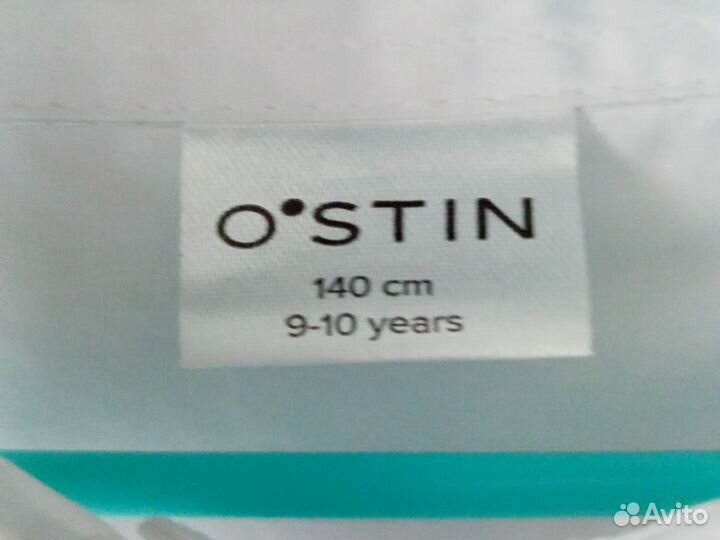 O•STIN
140 cm
9-10 years
Avito